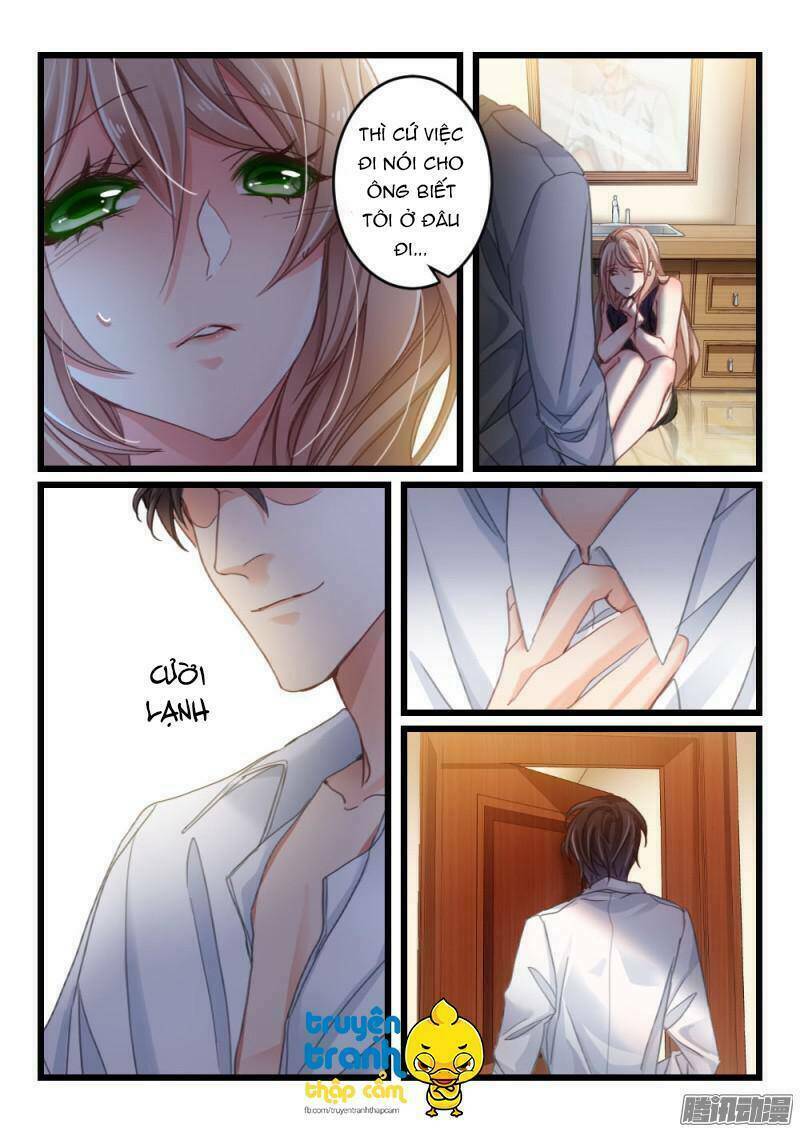 THÌ CỨ VIỆC
ĐI NÓI CHO
ÔNG BIẾT
TÔI Ở ĐÂU
ĐI...
CƯỜI
LẠNH
truyện
tranh
thập cẩm
fb.com/truyentranhthapcam
腾讯动漫